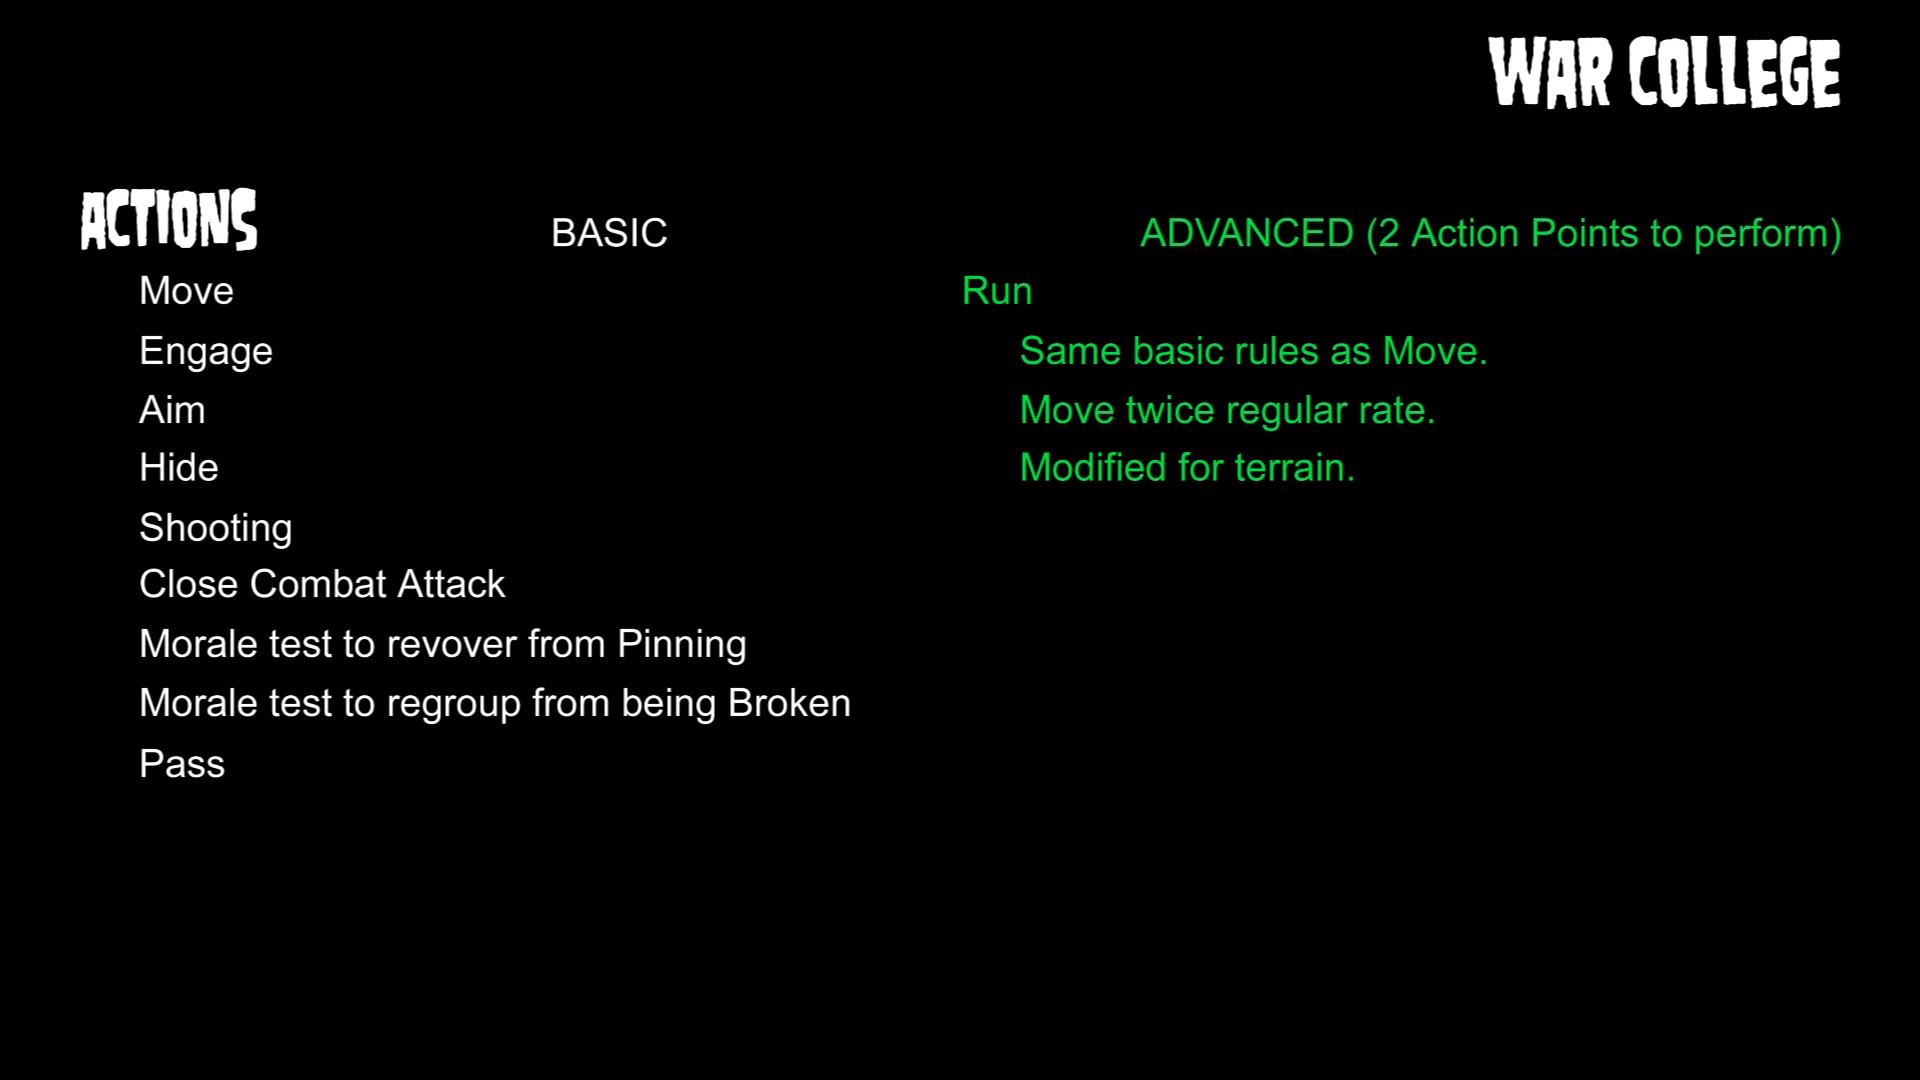 WAR COLLEGE
ACTIONS
BASIC
Move
Engage
Aim
Hide
Shooting
Close Combat Attack
Morale test to revover from Pinning
Morale test to regroup from being Broken
Pass
ADVANCED (2 Action Points to perform)
Run
Same basic rules as Move.
Move twice regular rate.
Modified for terrain.